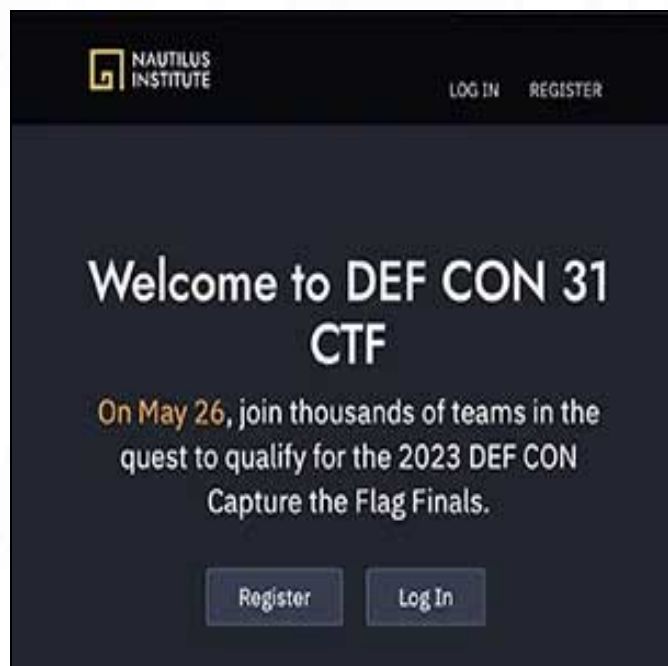 NAUTILUS
INSTITUTE
LOG IN REGISTER
Welcome to DEF CON 31
CTF
On May 26, join thousands of teams in the
quest to qualify for the 2023 DEF CON
Capture the Flag Finals.
Register Log In